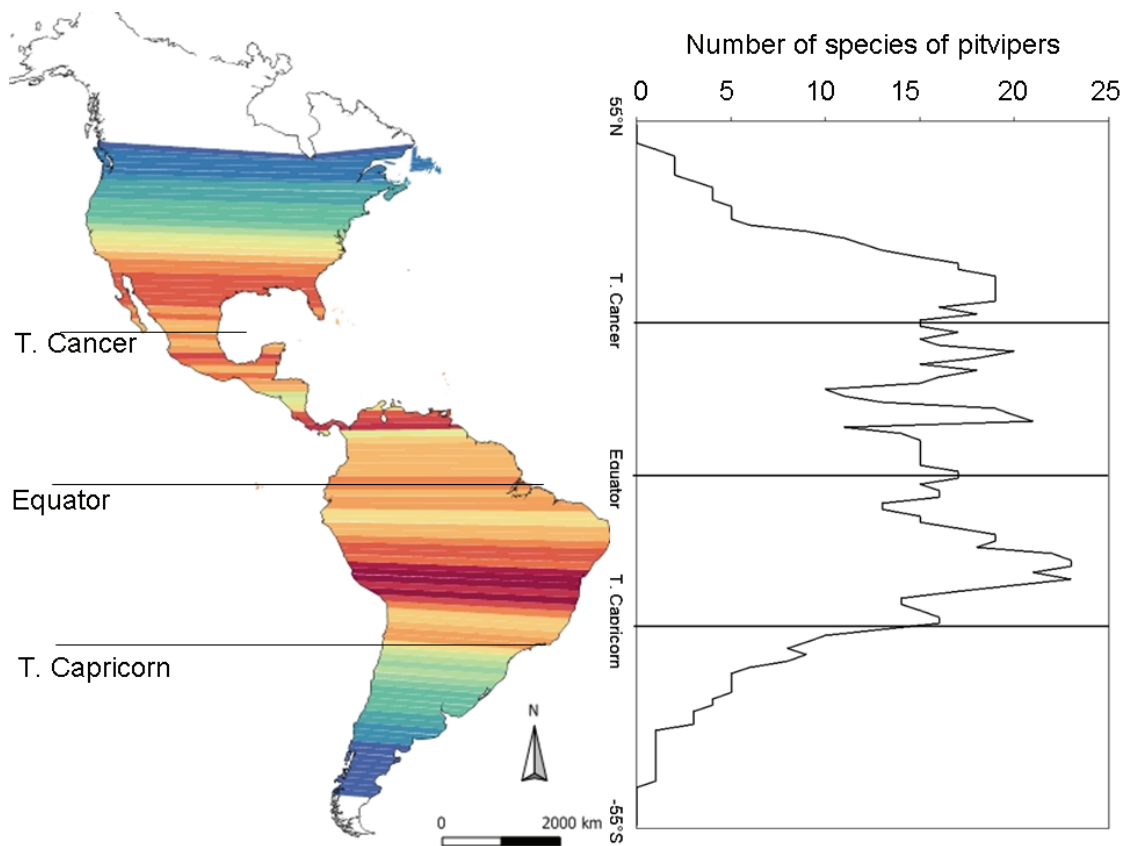 Number of species of pitvipers
0 5 10 15 20 25
55°N
T. Cancer
T. Cancer
Equator
Equator
T. Capricorn
T. Capricorn
N
0 2000 km
-55°S